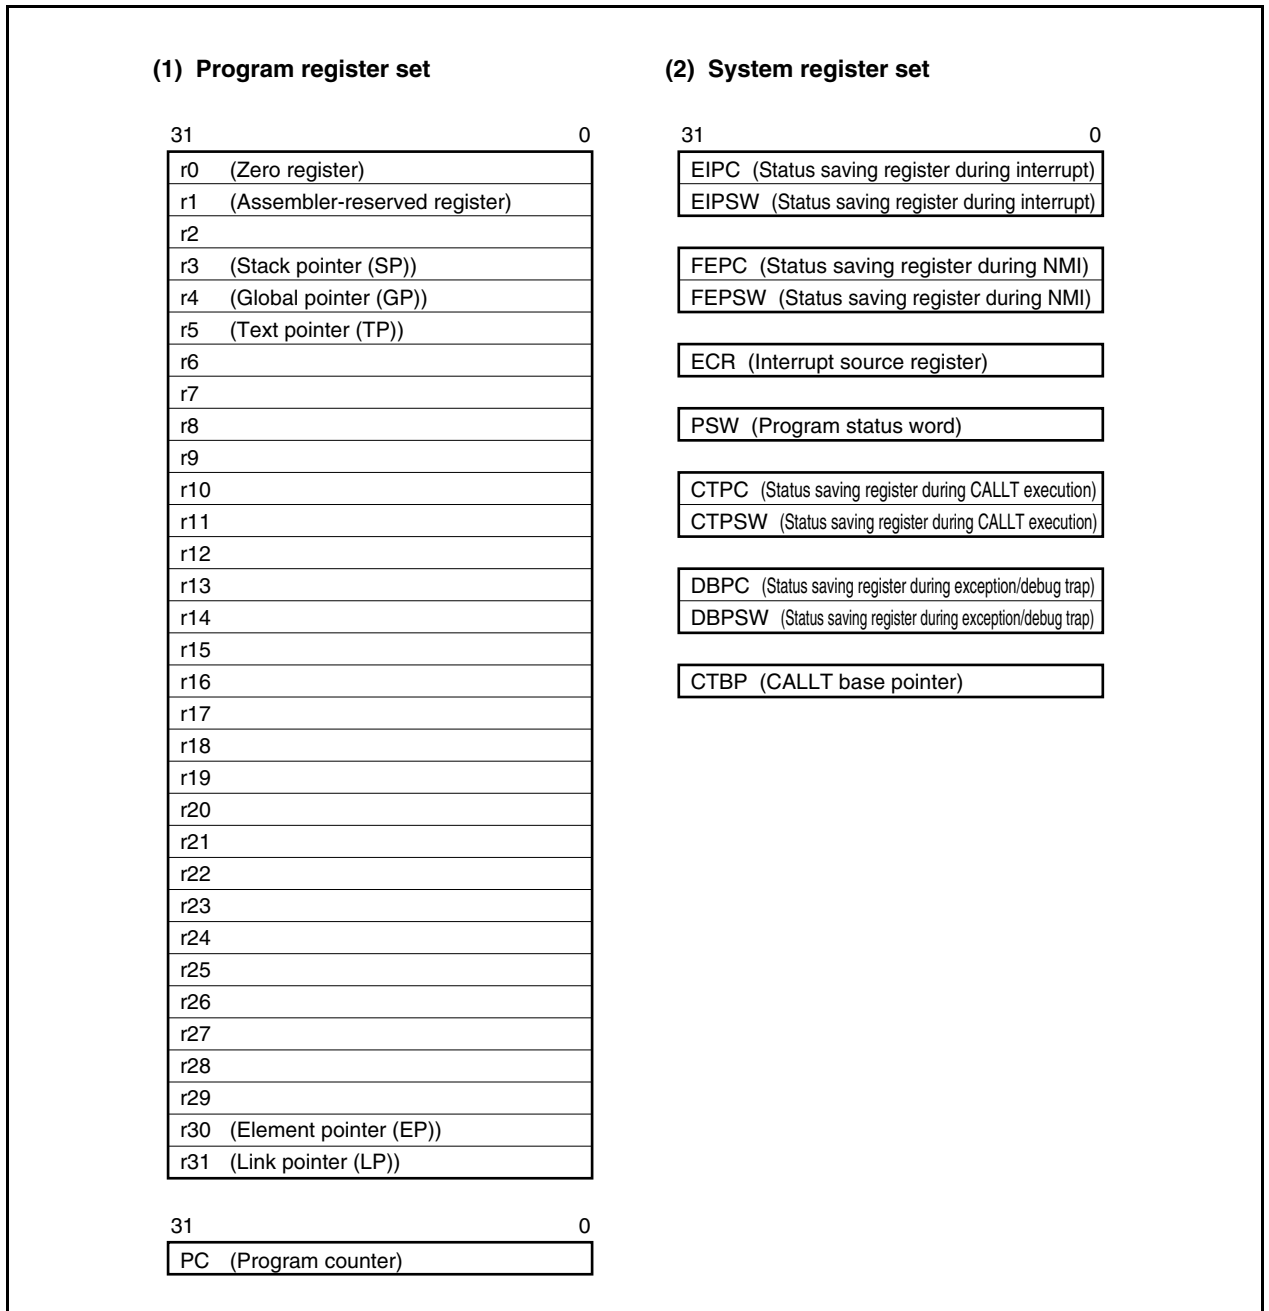 (1) Program register set
31 0
r0 (Zero register)
r1 (Assembler-reserved register)
r2
r3 (Stack pointer (SP))
r4 (Global pointer (GP))
r5 (Text pointer (TP))
r6
r7
r8
r9
r10
r11
r12
r13
r14
r15
r16
r17
r18
r19
r20
r21
r22
r23
r24
r25
r26
r27
r28
r29
r30 (Element pointer (EP))
r31 (Link pointer (LP))
31 0
PC (Program counter)
(2) System register set
31 0
EIPC (Status saving register during interrupt)
EIPSW (Status saving register during interrupt)
FEPC (Status saving register during NMI)
FEPSW (Status saving register during NMI)
ECR (Interrupt source register)
PSW (Program status word)
CTPC (Status saving register during CALLT execution)
CTPSW (Status saving register during CALLT execution)
DBPC (Status saving register during exception/debug trap)
DBPSW (Status saving register during exception/debug trap)
CTBP (CALLT base pointer)